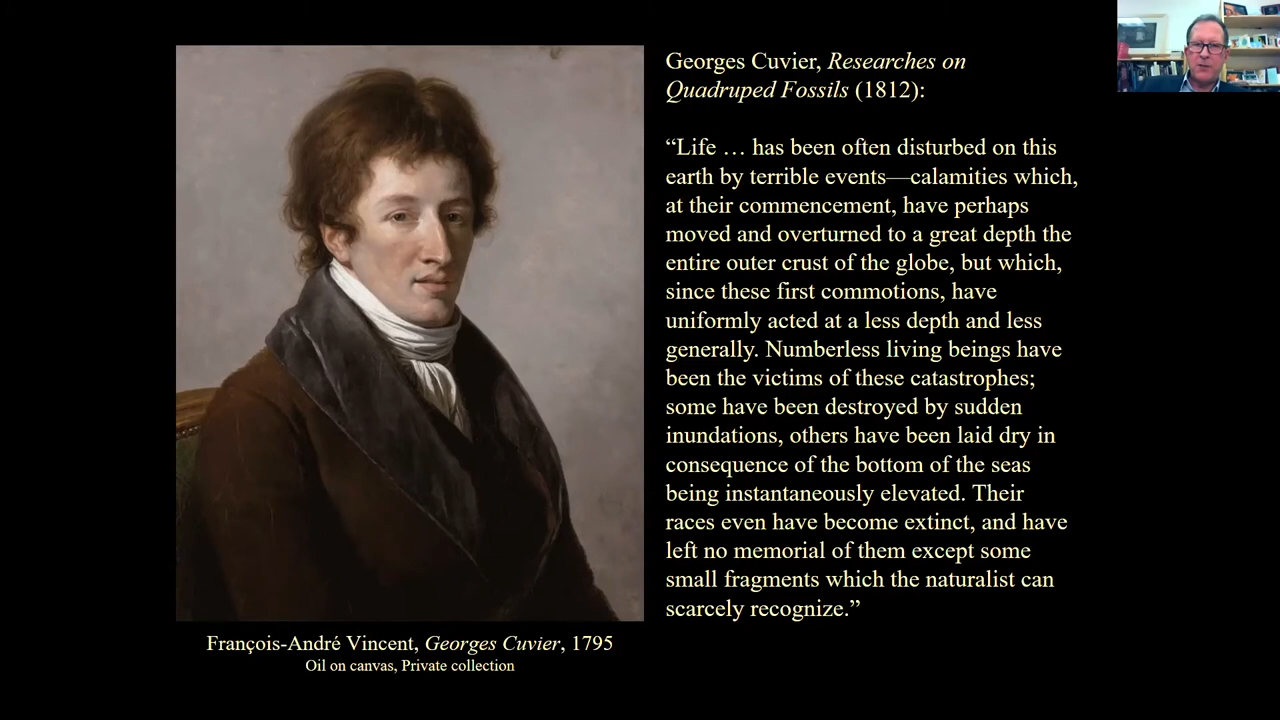 Georges Cuvier, Researches on
Quadruped Fossils (1812):
“Life … has been often disturbed on this
earth by terrible events—calamities which,
at their commencement, have perhaps
moved and overturned to a great depth the
entire outer crust of the globe, but which,
since these first commotions, have
uniformly acted at a less depth and less
generally. Numberless living beings have
been the victims of these catastrophes;
some have been destroyed by sudden
inundations, others have been laid dry in
consequence of the bottom of the seas
being instantaneously elevated. Their
races even have become extinct, and have
left no memorial of them except some
small fragments which the naturalist can
scarcely recognize.”
François-André Vincent, Georges Cuvier, 1795
Oil on canvas, Private collection